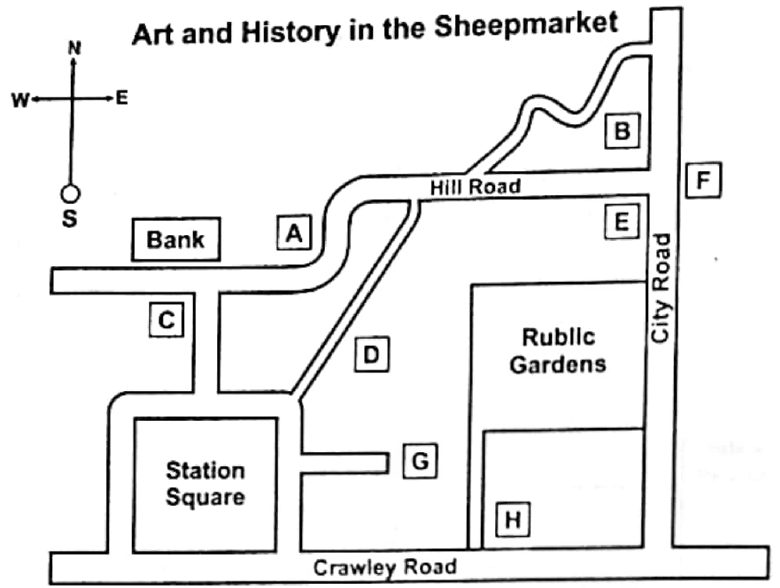 Art and History in the Sheepmarket
N
W E
S
B
Hill Road
F
A
E
Bank
C
City Road
D
Rublic
Gardens
G
Station
Square
H
Crawley Road